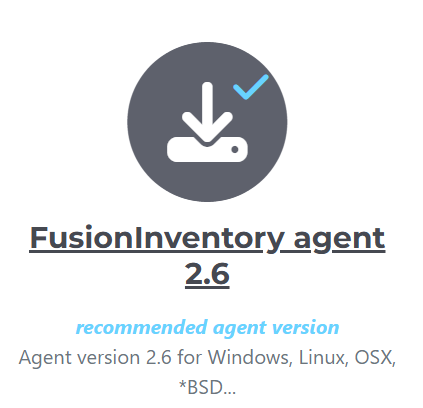 FusionInventory agent
2.6
recommended agent version
Agent version 2.6 for Windows, Linux, OSX,
*BSD...